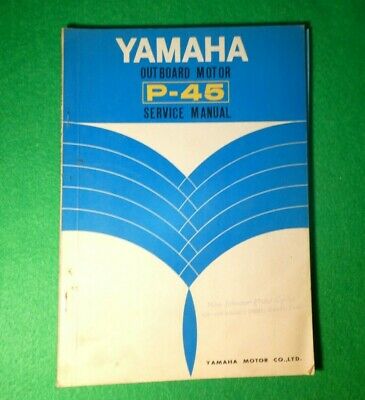 YAMAHA
OUTBOARD MOTOR
P-45
SERVICE MANUAL
YAMAHA MOTOR CO.,LTD.